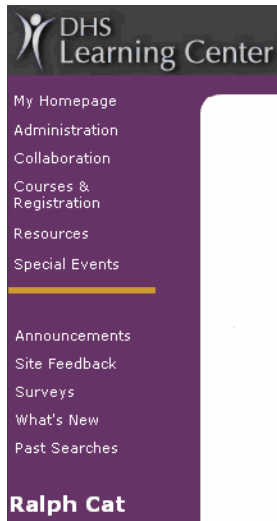 DHS
Learning Center
My Homepage
Administration
Collaboration
Courses &
Registration
Resources
Special Events
Announcements
Site Feedback
Surveys
What's New
Past Searches
Ralph Cat